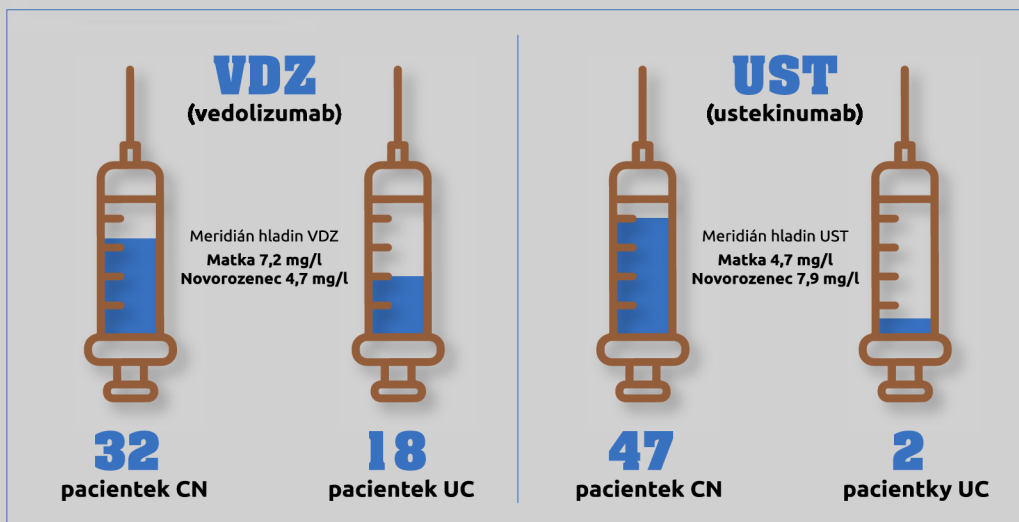 VDZ
(vedolizumab)
Meridián hladin VDZ
Matka 7,2 mg/l
Novorozenec 4,7 mg/l
32
pacientek CN
18
pacientek UC
UST
(ustekinumab)
Meridián hladin UST
Matka 4,7 mg/l
Novorozenec 7,9 mg/l
47
pacientek CN
2
pacientky UC